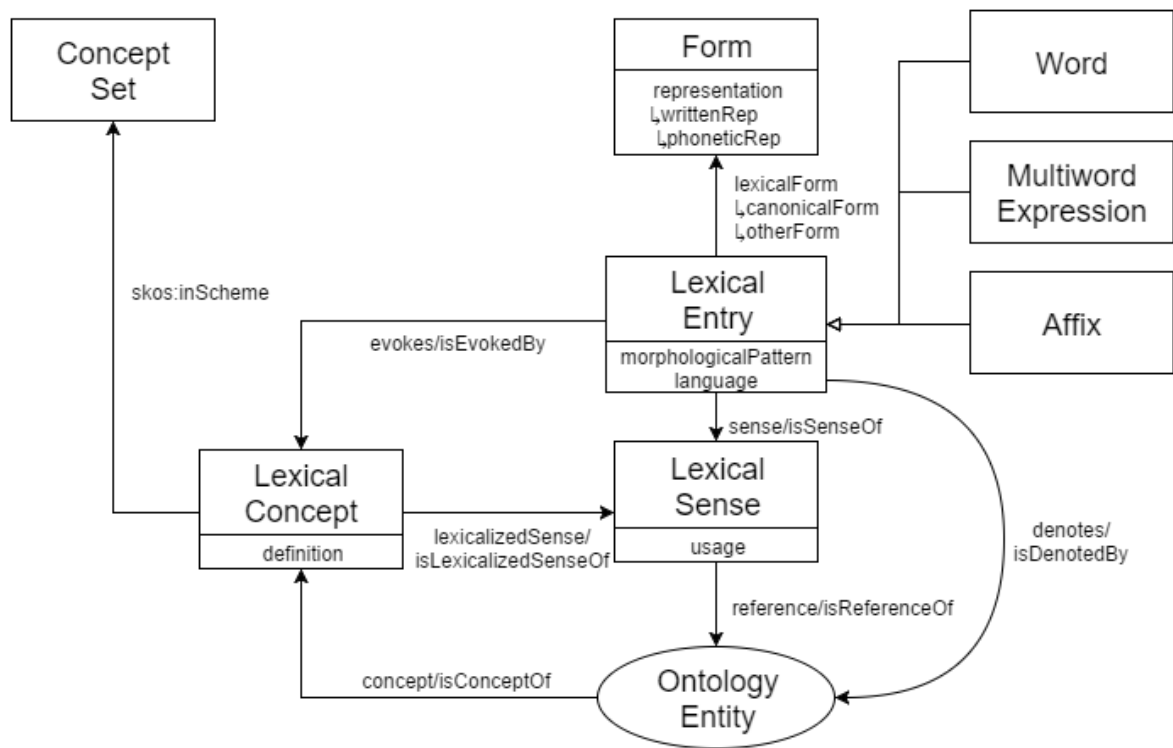 Concept
Set
Form
representation
↳writtenRep
↳phoneticRep
Word
Multiword
Expression
Affix
lexicalForm
↳canonicalForm
↳otherForm
skos:inScheme
Lexical
Entry
morphologicalPattern
language
evokes/isEvokedBy
sense/isSenseOf
Lexical
Concept
definition
lexicalizedSense/
isLexicalizedSenseOf
Lexical
Sense
usage
denotes/
isDenotedBy
reference/isReferenceOf
concept/isConceptOf
Ontology
Entity